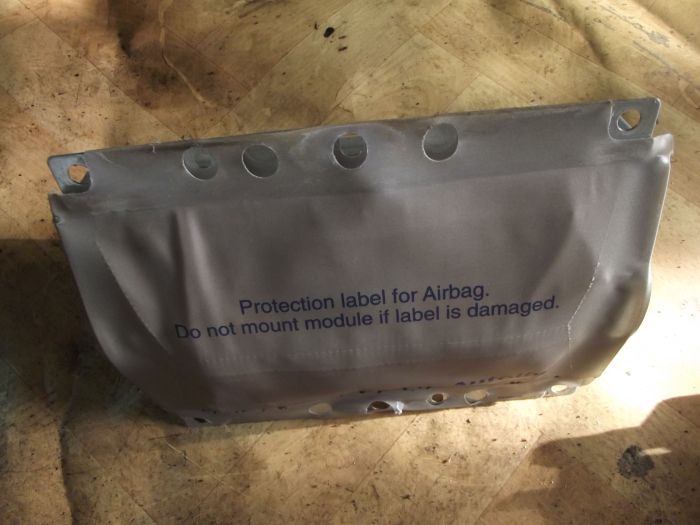 Protection label for Airbag.
Do not mount module if label is damaged.